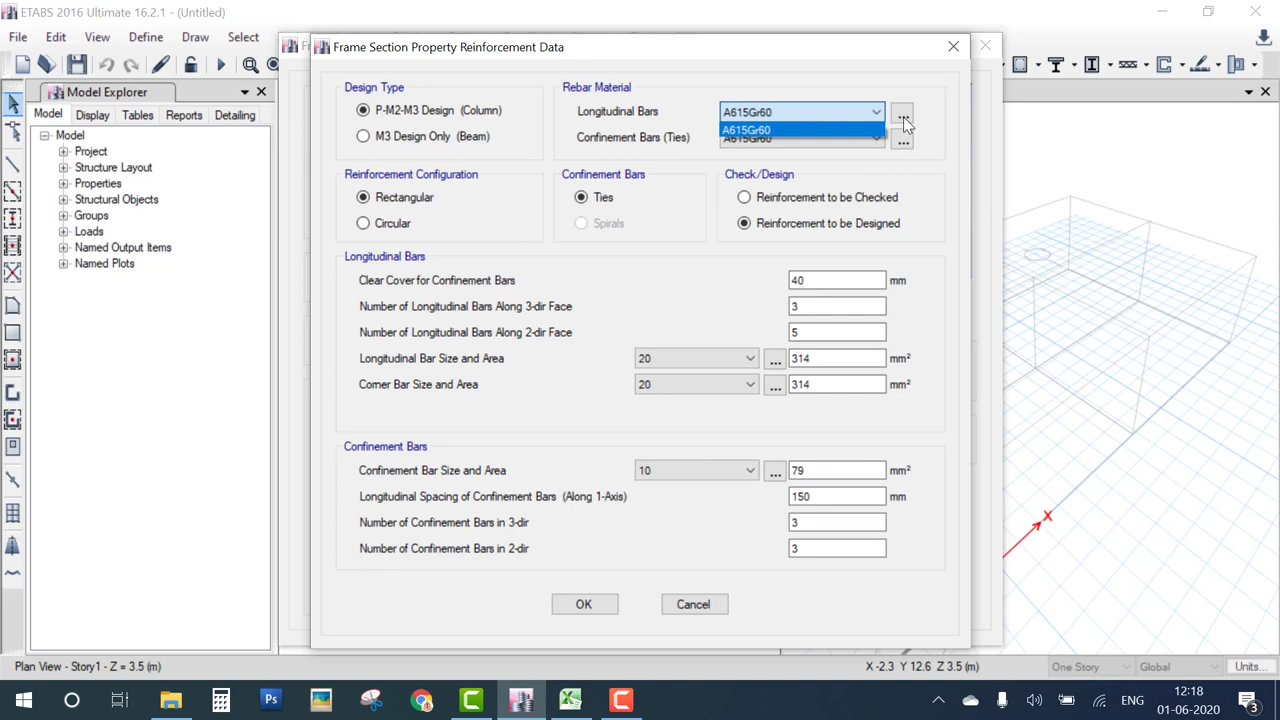 ETABS 2016 Ultimate 16.2.1 - (Untitled)
File Edit View Define Draw Select
Frame Section Property Reinforcement Data
Model Explorer
Model Display Tables Reports Detailing
Model
Project
Structure Layout
Properties
Structural Objects
Groups
Loads
Named Output Items
Named Plots
Design Type
P-M2-M3 Design (Column)
M3 Design Only (Beam)
Rebar Material
Longitudinal Bars A615Gr60 ...
A615Gr60
Confinement Bars (Ties) A615Gr60 ...
Reinforcement Configuration
Rectangular
Circular
Confinement Bars
Ties
Spirals
Check/Design
Reinforcement to be Checked
Reinforcement to be Designed
Longitudinal Bars
Clear Cover for Confinement Bars 40 mm
Number of Longitudinal Bars Along 3-dir Face 3
Number of Longitudinal Bars Along 2-dir Face 5
Longitudinal Bar Size and Area 20 ... 314 mm²
Corner Bar Size and Area 20 ... 314 mm²
Confinement Bars
Confinement Bar Size and Area 10 ... 79 mm²
Longitudinal Spacing of Confinement Bars (Along 1-Axis) 150 mm
Number of Confinement Bars in 3-dir 3
Number of Confinement Bars in 2-dir 3
OK Cancel
X
Plan View - Story1 - Z = 3.5 (m) X -2.3 Y 12.6 Z 3.5 (m) One Story Global Units...
Ps ENG 12:18
01-06-2020 3